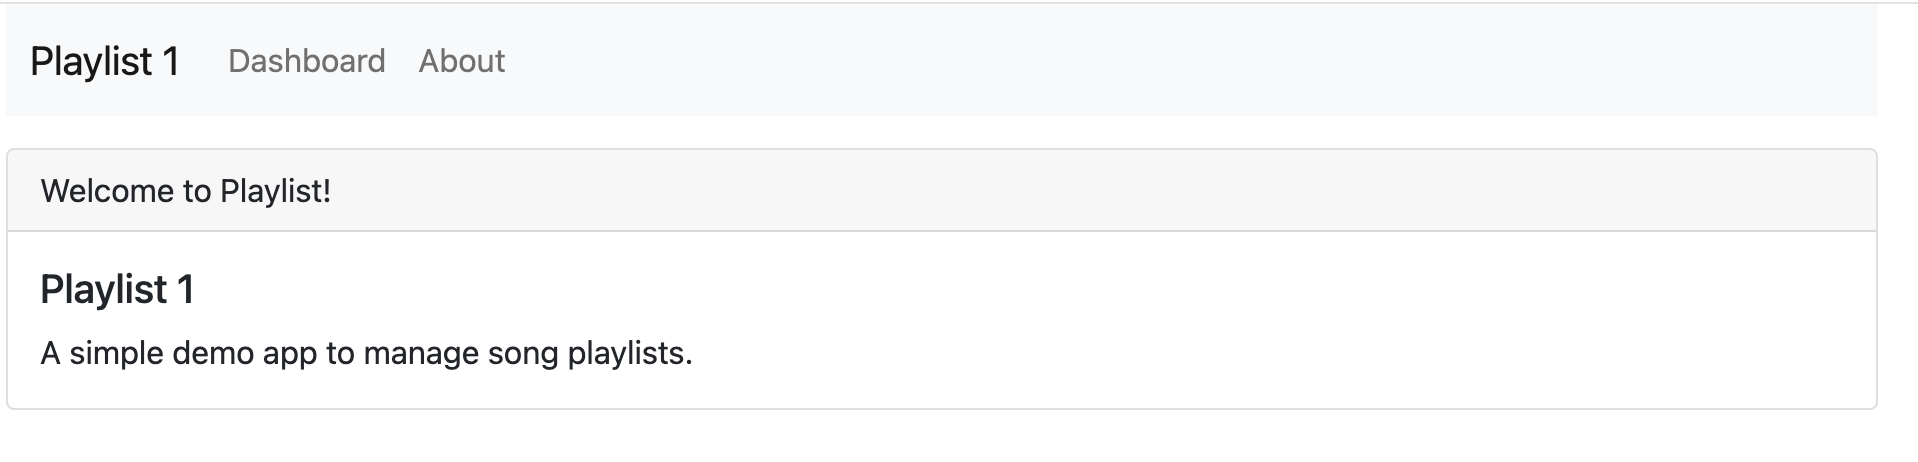 Playlist 1 Dashboard About
Welcome to Playlist!
Playlist 1
A simple demo app to manage song playlists.